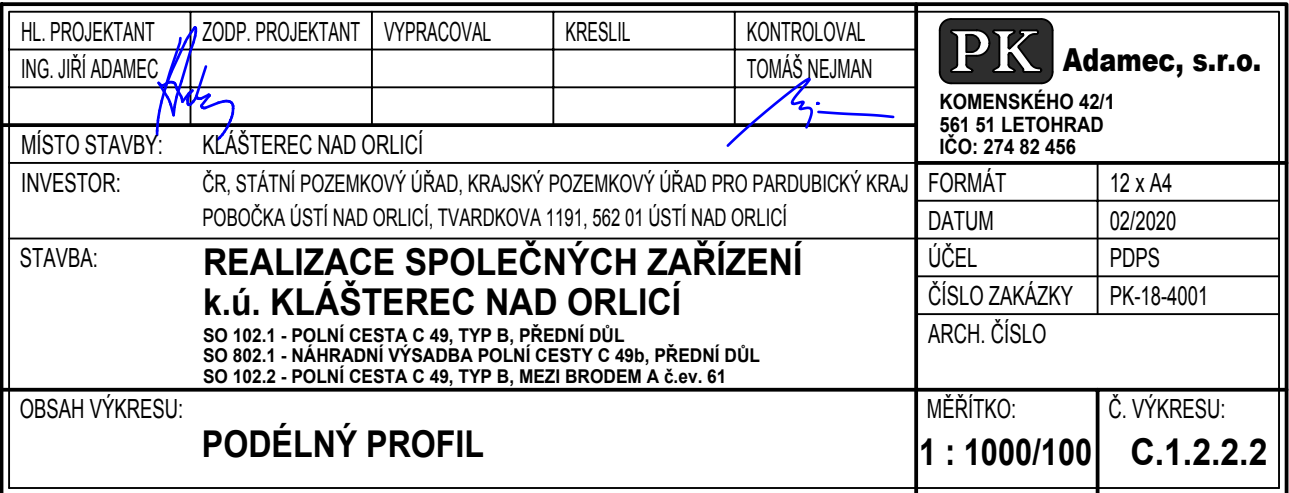 HL. PROJEKTANT ZODP. PROJEKTANT VYPRACOVAL KRESLIL KONTROLOVAL
ING. JIŘÍ ADAMEC TOMÁŠ NEJMAN
PK Adamec, s.r.o.
KOMENSKÉHO 42/1
561 51 LETOHRAD
IČO: 274 82 456
MÍSTO STAVBY: KLÁŠTEREC NAD ORLICÍ
INVESTOR: ČR, STÁTNÍ POZEMKOVÝ ÚŘAD, KRAJSKÝ POZEMKOVÝ ÚŘAD PRO PARDUBICKÝ KRAJ
POBOČKA ÚSTÍ NAD ORLICÍ, TVARDKOVA 1191, 562 01 ÚSTÍ NAD ORLICÍ
FORMÁT 12 x A4
DATUM 02/2020
ÚČEL PDPS
ČÍSLO ZAKÁZKY PK-18-4001
ARCH. ČÍSLO
STAVBA: REALIZACE SPOLEČNÝCH ZAŘÍZENÍ
k.ú. KLÁŠTEREC NAD ORLICÍ
SO 102.1 - POLNÍ CESTA C 49, TYP B, PŘEDNÍ DŮL
SO 802.1 - NÁHRADNÍ VÝSADBA POLNÍ CESTY C 49b, PŘEDNÍ DŮL
SO 102.2 - POLNÍ CESTA C 49, TYP B, MEZI BRODEM A č.ev. 61
OBSAH VÝKRESU:
PODÉLNÝ PROFIL
MĚŘÍTKO: Č. VÝKRESU:
1 : 1000/100 C.1.2.2.2